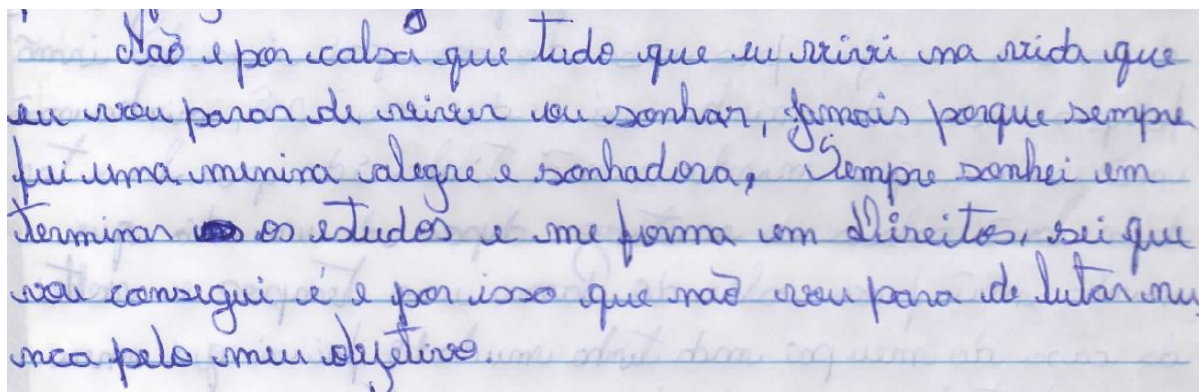 Não e por calsa que tudo que eu vivi na vida que
eu vou parar de viver ou sonhar, jamais porque sempre
fui uma menina alegre e sonhadora, Sempre sonhei em
terminar os estudos e me forma em Direitos, sei que
vou consegui é e por isso que não vou para de lutar nu
nca pelo meu objetivo.